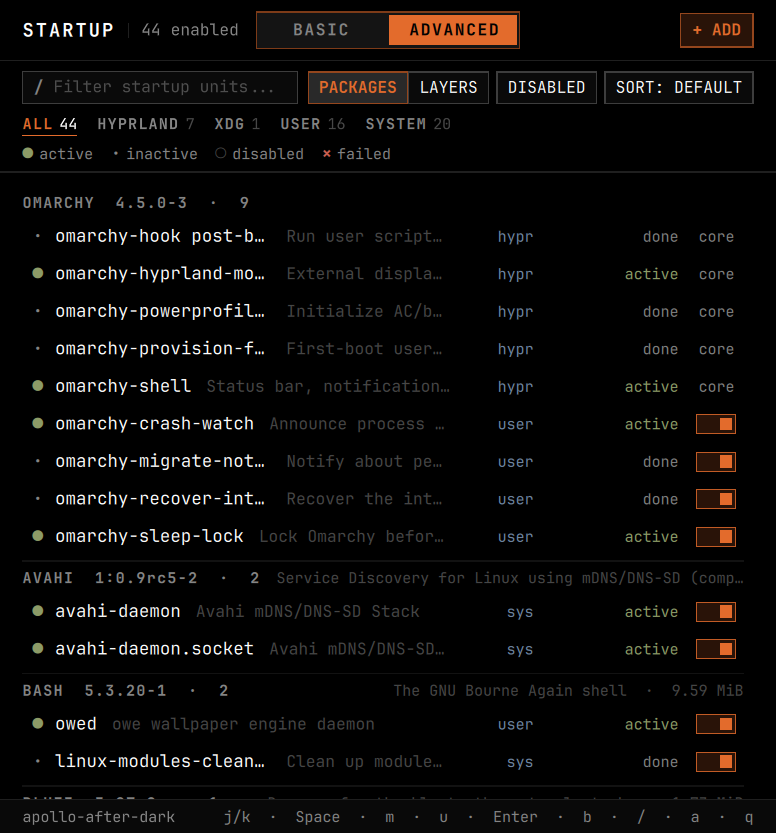 STARTUP 44 enabled BASIC ADVANCED + ADD
/ Filter startup units... PACKAGES LAYERS DISABLED SORT: DEFAULT
ALL 44 HYPRLAND 7 XDG 1 USER 16 SYSTEM 20
active · inactive disabled × failed
OMARCHY 4.5.0-3 · 9
omarchy-hook post-b… Run user script… hypr done core
omarchy-hyprland-mo… External displa… hypr active core
omarchy-powerprofil… Initialize AC/b… hypr done core
omarchy-provision-f… First-boot user… hypr done core
omarchy-shell Status bar, notification… hypr active core
omarchy-crash-watch Announce process … user active
omarchy-migrate-not… Notify about pe… user done
omarchy-recover-int… Recover the int… user done
omarchy-sleep-lock Lock Omarchy befor… user active
AVAHI 1:0.9rc5-2 · 2 Service Discovery for Linux using mDNS/DNS-SD (comp…
avahi-daemon Avahi mDNS/DNS-SD Stack sys active
avahi-daemon.socket Avahi mDNS/DNS-SD… sys active
BASH 5.3.20-1 · 2 The GNU Bourne Again shell · 9.59 MiB
owed owe wallpaper engine daemon user active
linux-modules-clean… Clean up module… sys done
apollo-after-dark j/k · Space · m · u · Enter · b · / · a · q